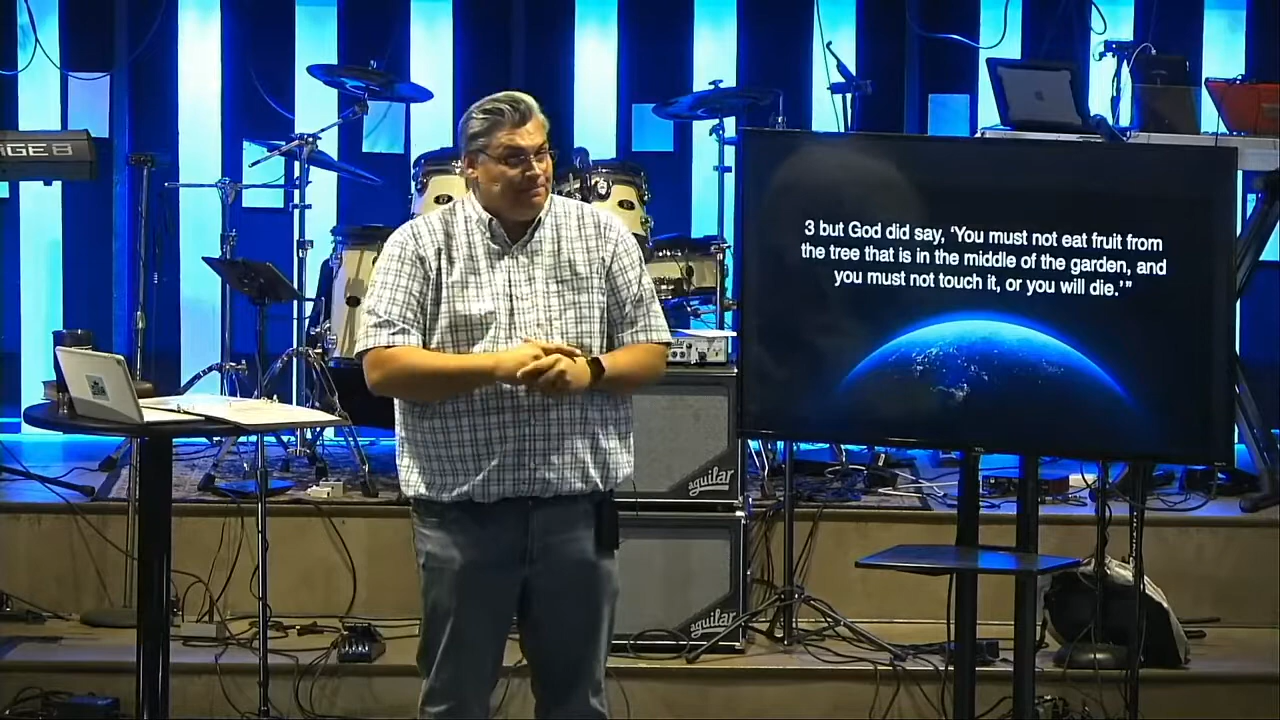 3 but God did say, ‘You must not eat fruit from
the tree that is in the middle of the garden, and
you must not touch it, or you will die.’”
aguilar
aguilar